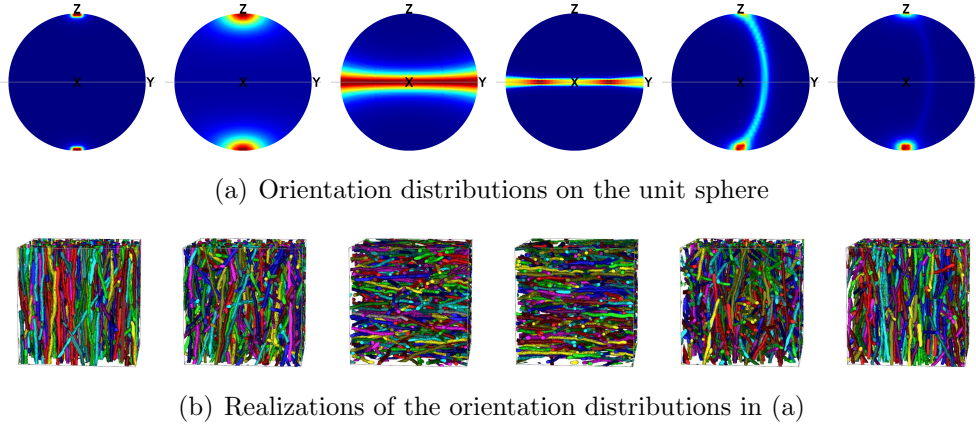 Z Z Z Z Z Z
X Y X Y X Y X Y X Y X Y
(a) Orientation distributions on the unit sphere
(b) Realizations of the orientation distributions in (a)